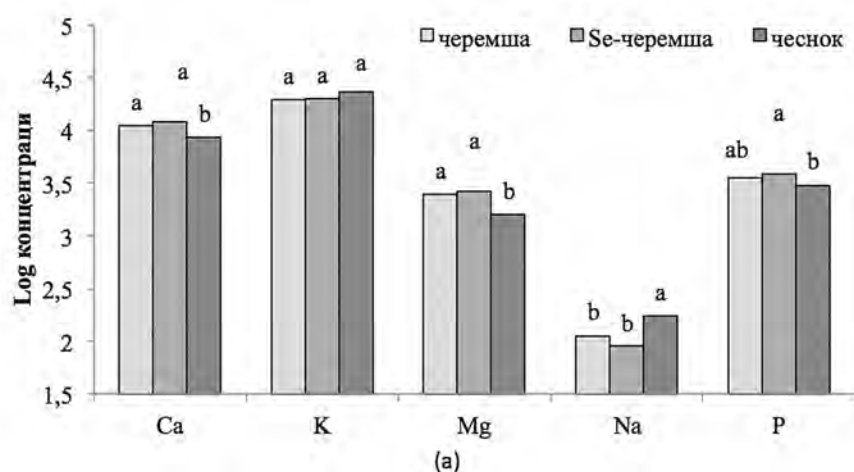 5
4,5
4
3,5
3
2,5
2
1,5
Log концентраци
черемша Se-черемша чеснок
a a b
a a a
a a b
b b a
ab a b
Ca K Mg Na P
(a)